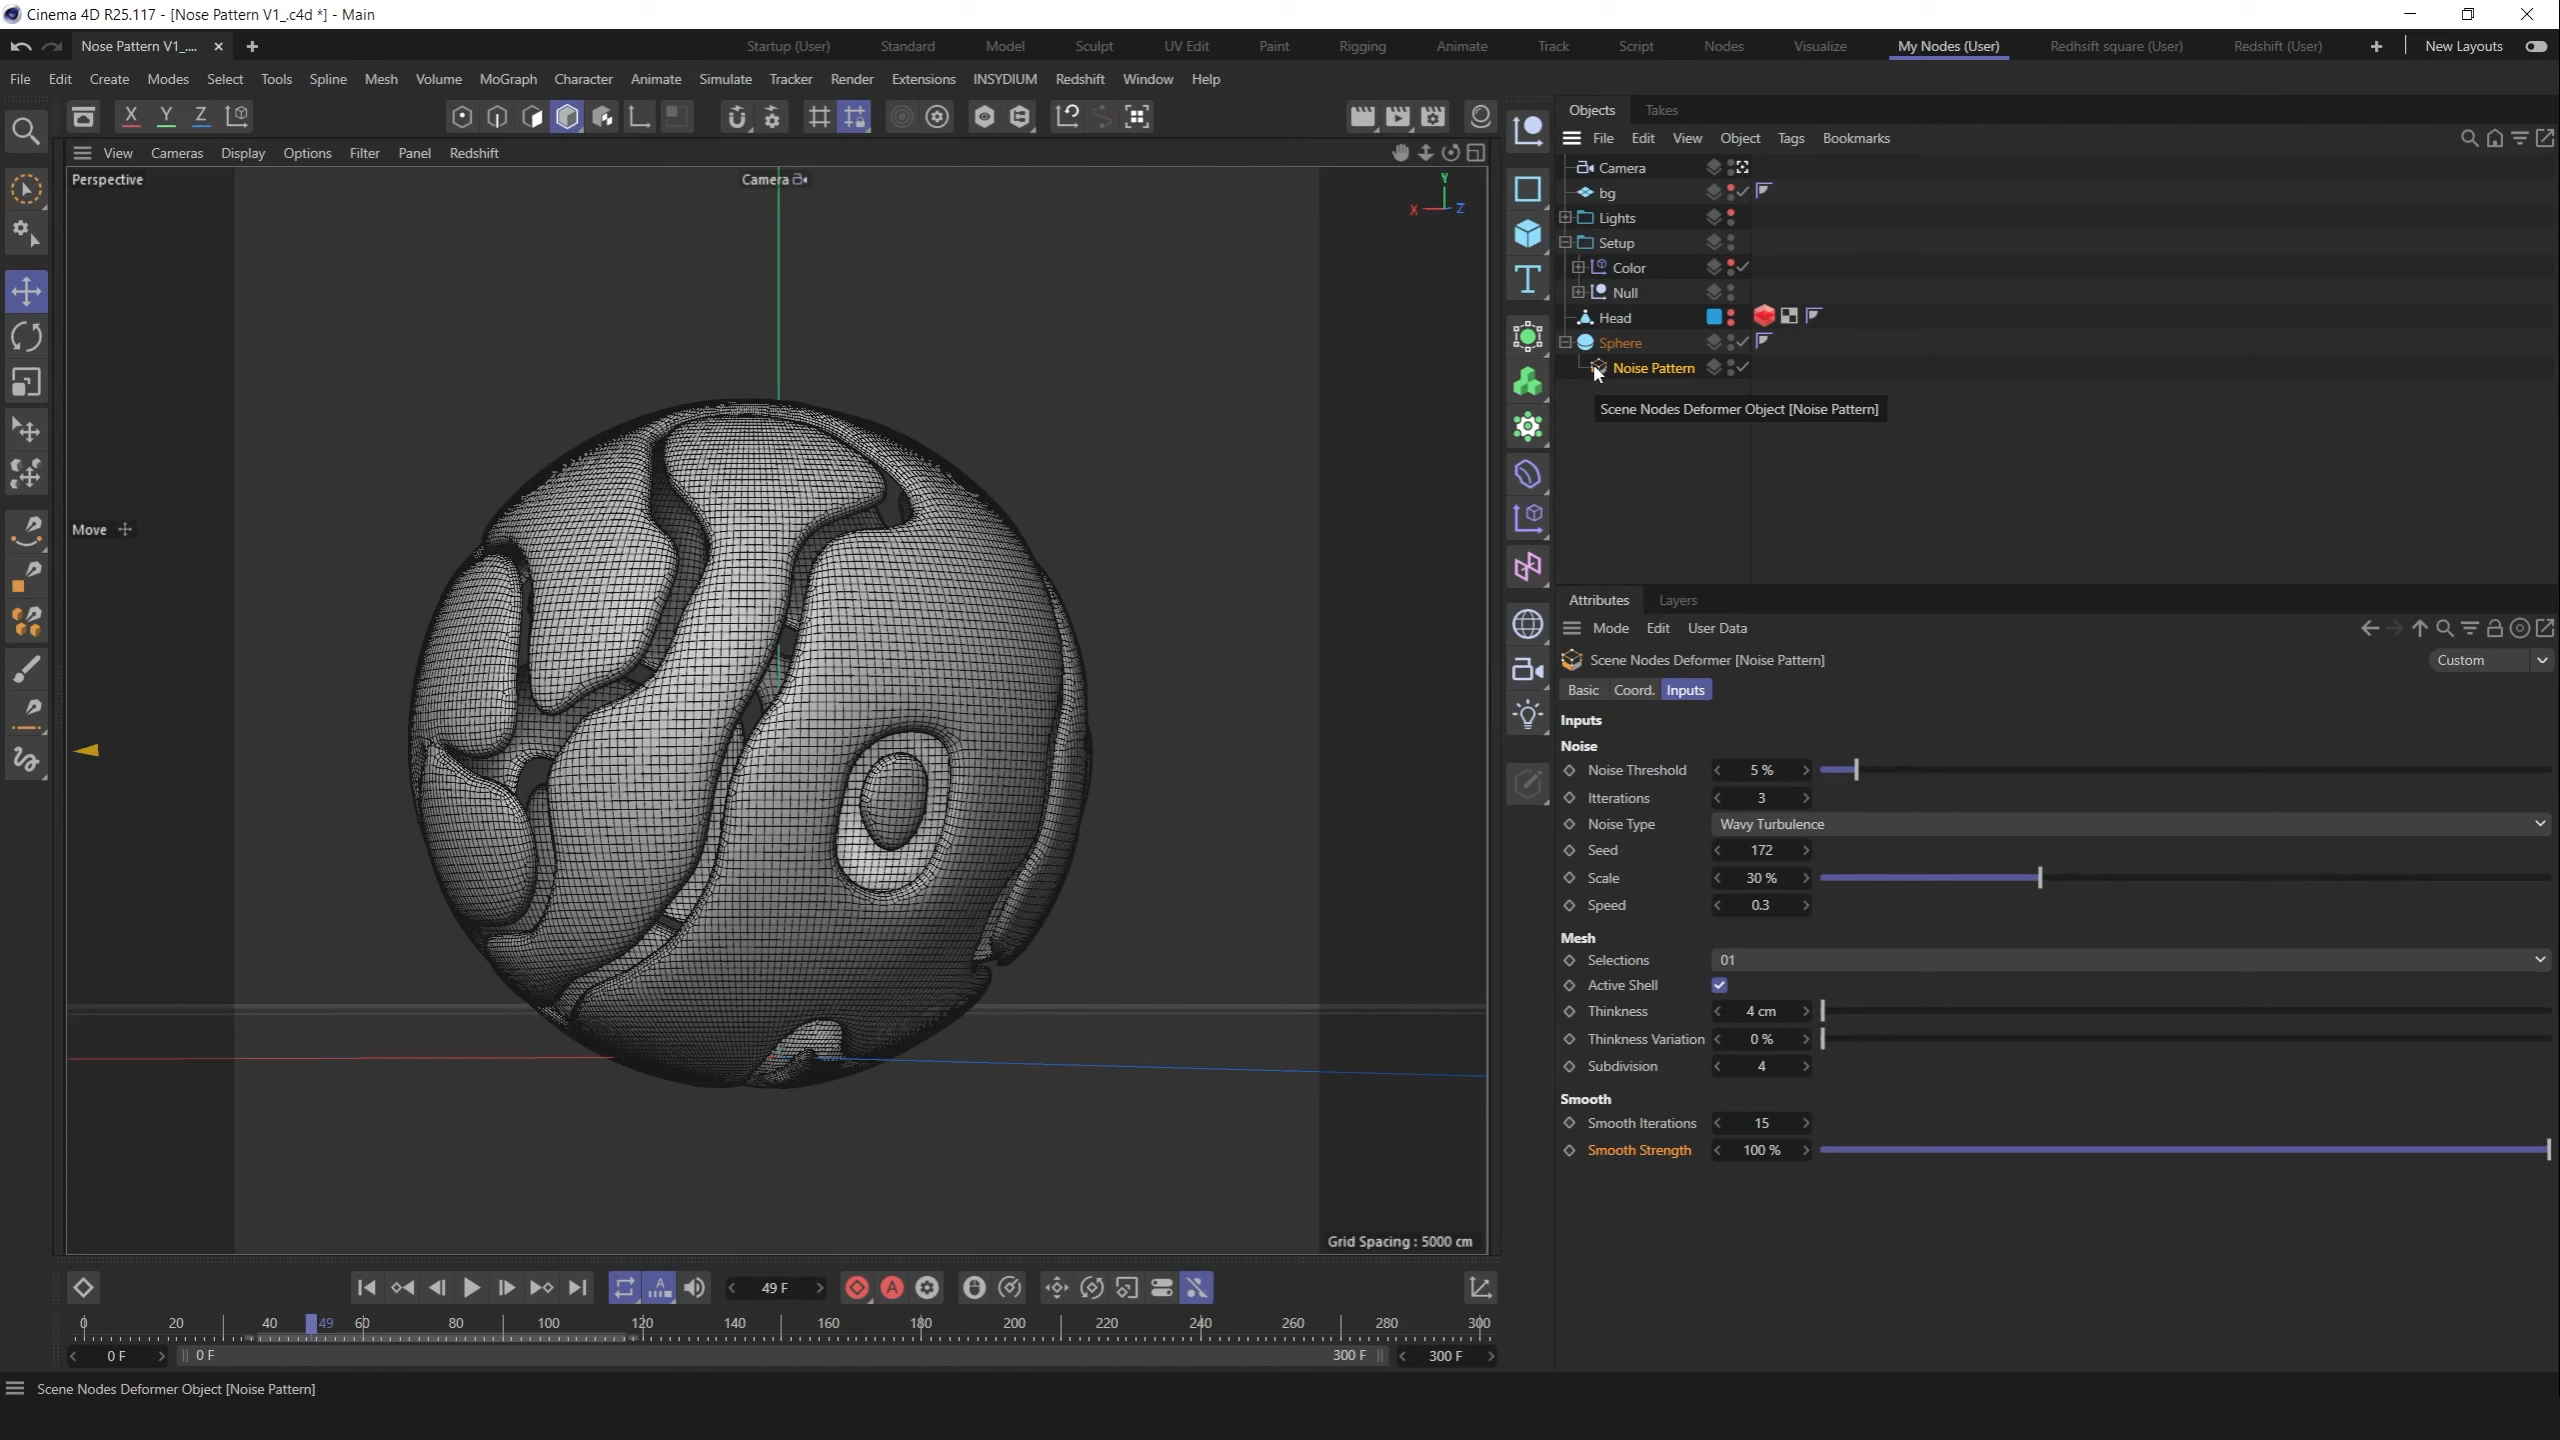 Cinema 4D R25.117 - [Nose Pattern V1_.c4d *] - Main
Nose Pattern V1_.... × Startup (User) Standard Model Sculpt UV Edit Paint Rigging Animate Track Script Nodes Visualize My Nodes (User) Redhsift square (User) Redshift (User) New Layouts
File Edit Create Modes Select Tools Spline Mesh Volume MoGraph Character Animate Simulate Tracker Render Extensions INSYDIUM Redshift Window Help
X Y Z
View Cameras Display Options Filter Panel Redshift
Perspective
Camera
Y
X Z
Move
Grid Spacing : 5000 cm
Objects Takes
File Edit View Object Tags Bookmarks
Camera
bg
Lights
Setup
Color
Null
Head
Sphere
Noise Pattern
Scene Nodes Deformer Object [Noise Pattern]
Attributes Layers
Mode Edit User Data
Scene Nodes Deformer [Noise Pattern] Custom
Basic Coord. Inputs
Inputs
Noise
Noise Threshold 5 %
Itterations 3
Noise Type Wavy Turbulence
Seed 172
Scale 30 %
Speed 0.3
Mesh
Selections 01
Active Shell
Thinkness 4 cm
Thinkness Variation 0 %
Subdivision 4
Smooth
Smooth Iterations 15
Smooth Strength 100 %
A A
49 F
0 20 40 49 60 80 100 120 140 160 180 200 220 240 260 280 300
0 F 0 F 300 F 300 F
Scene Nodes Deformer Object [Noise Pattern]